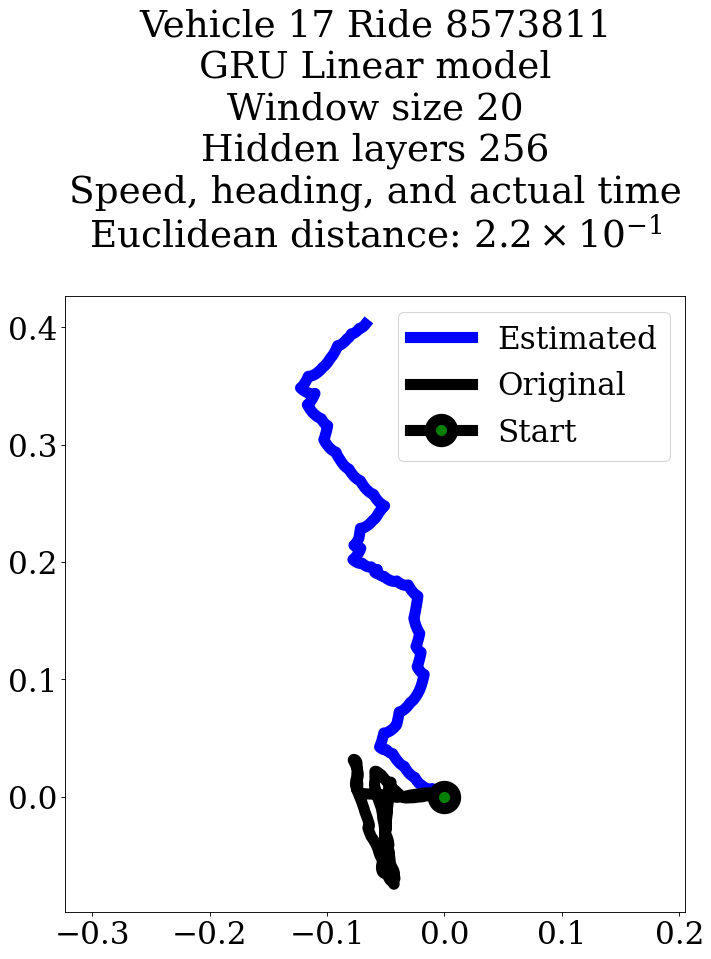 Vehicle 17 Ride 8573811
GRU Linear model
Window size 20
Hidden layers 256
Speed, heading, and actual time
Euclidean distance: 2.2 × 10⁻¹
Estimated
Original
Start
0.4
0.3
0.2
0.1
0.0
−0.3 −0.2 −0.1 0.0 0.1 0.2